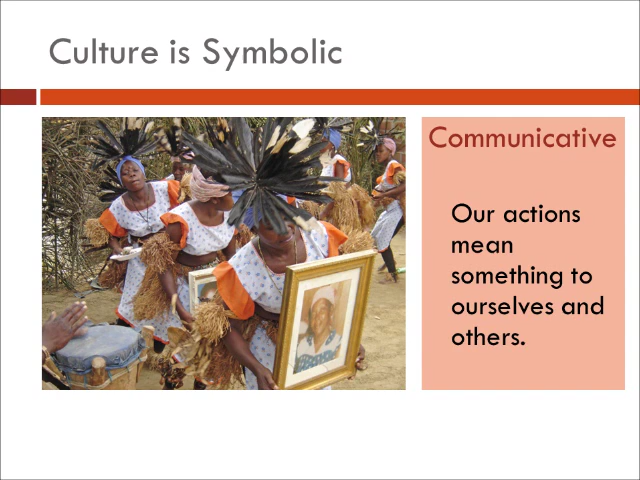 Culture is Symbolic
Communicative
Our actions
mean
something to
ourselves and
others.